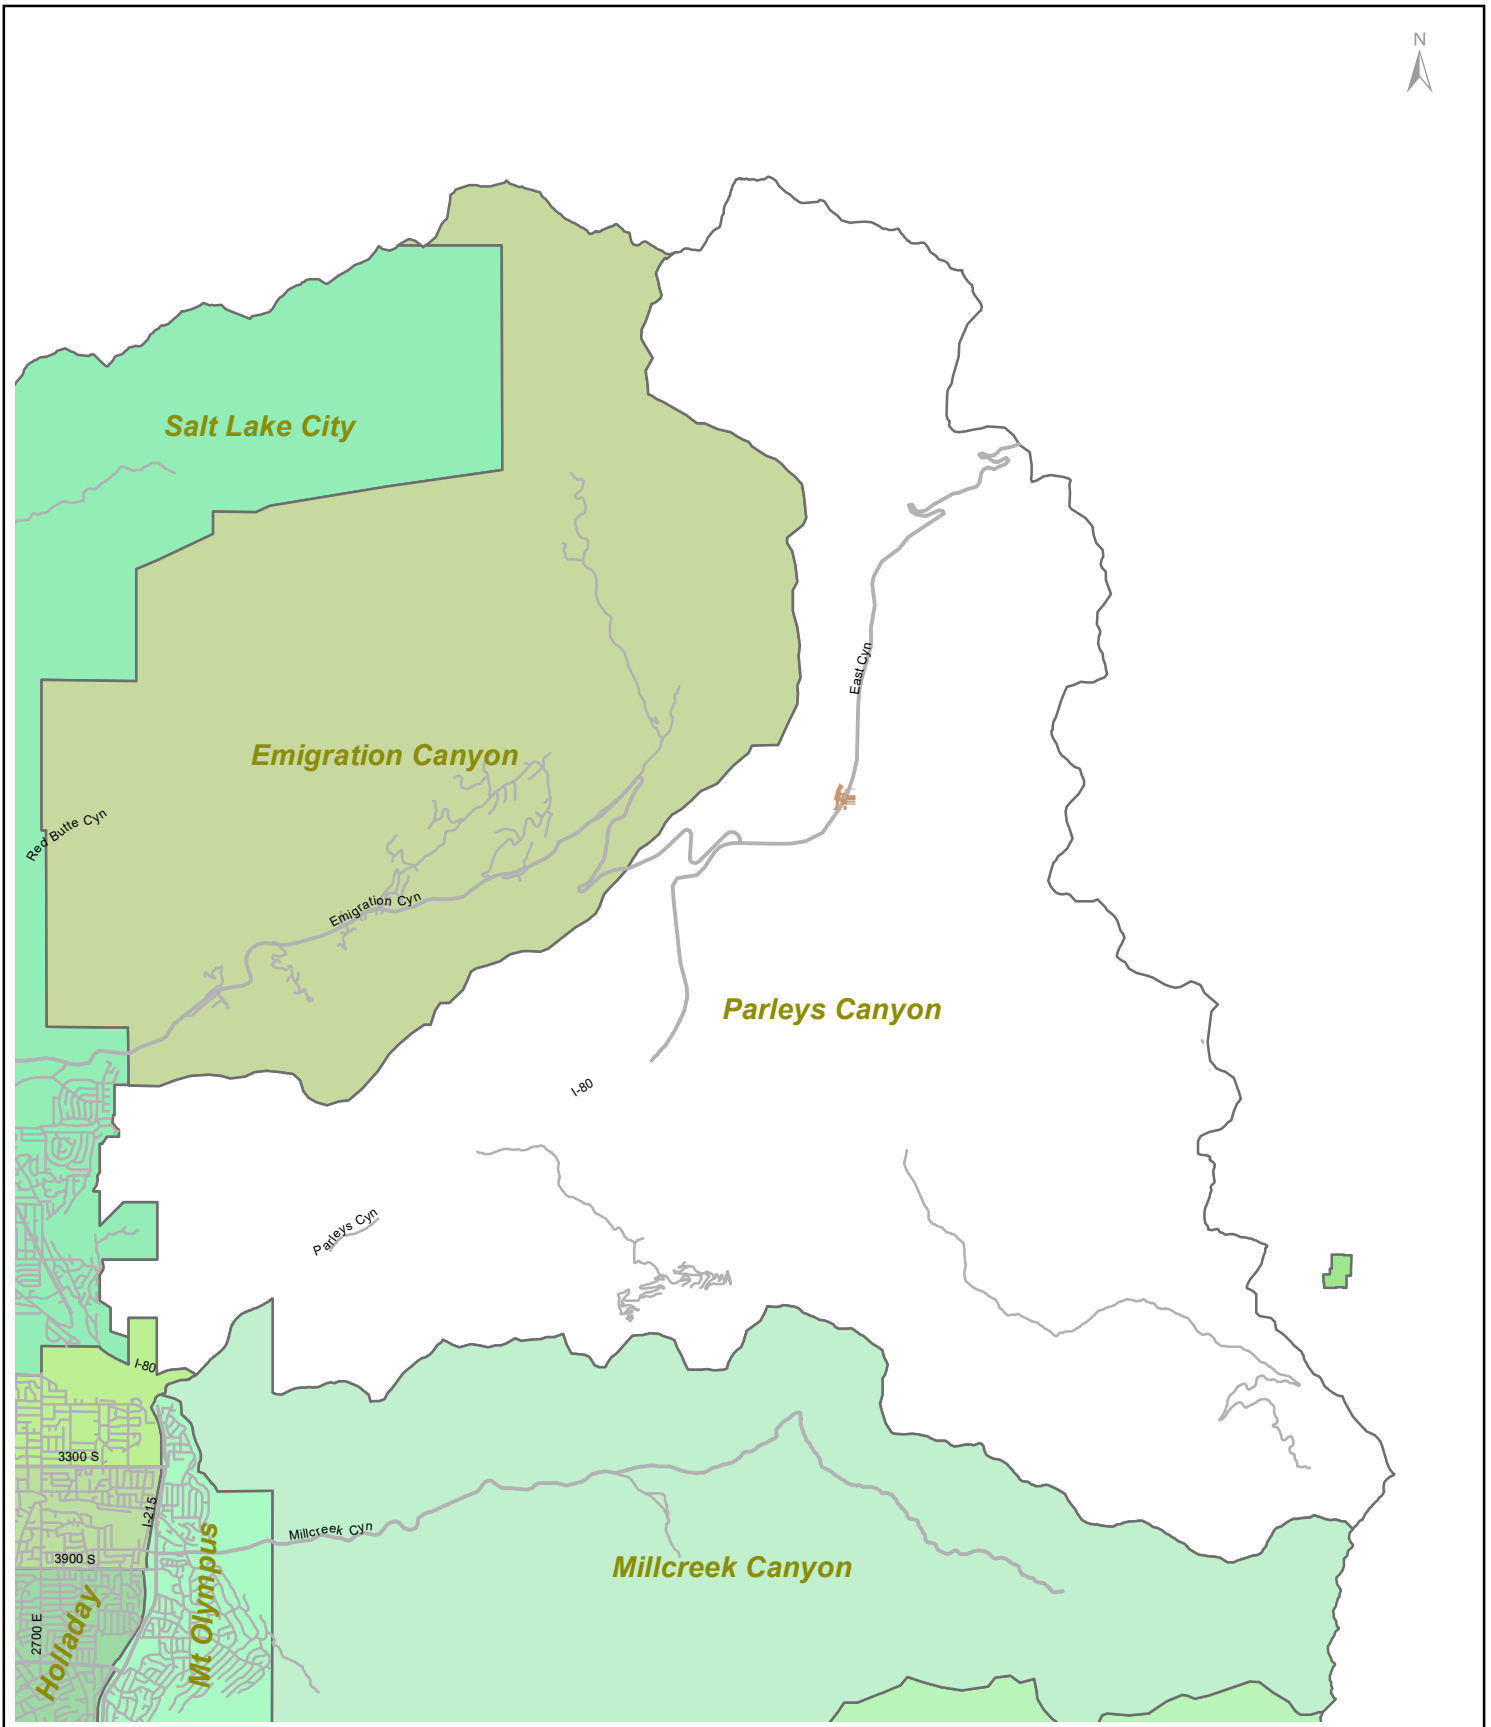 N
Salt Lake City
East Cyn
Emigration Canyon
Red Butte Cyn
Emigration Cyn
Parleys Canyon
I-80
Parleys Cyn
I-80
3300 S
I-215
Millcreek Cyn
3900 S
Millcreek Canyon
Mt Olympus
Holladay
2700 E